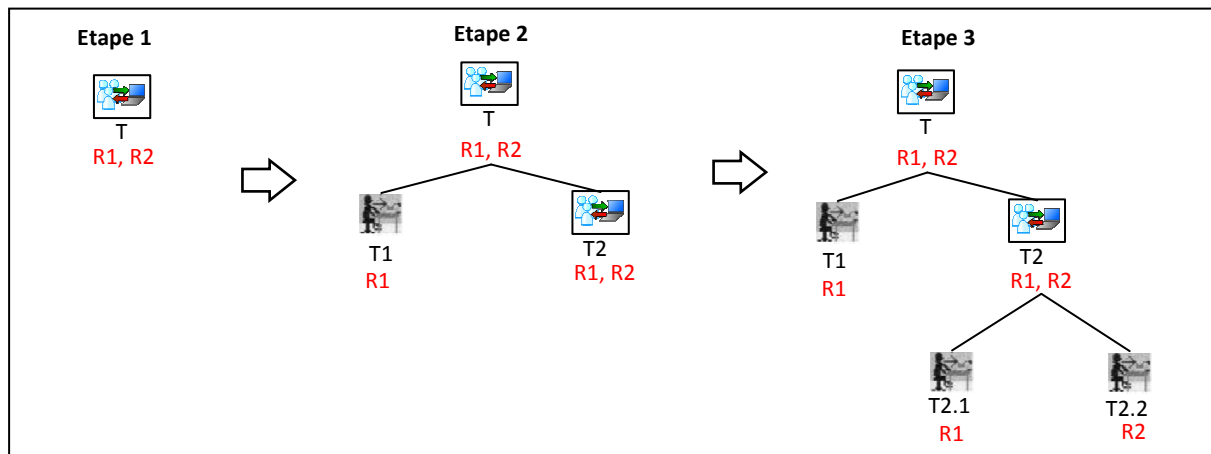 Etape 1
T
R1, R2
Etape 2
T
R1, R2
T1
R1
T2
R1, R2
Etape 3
T
R1, R2
T1
R1
T2
R1, R2
T2.1
R1
T2.2
R2